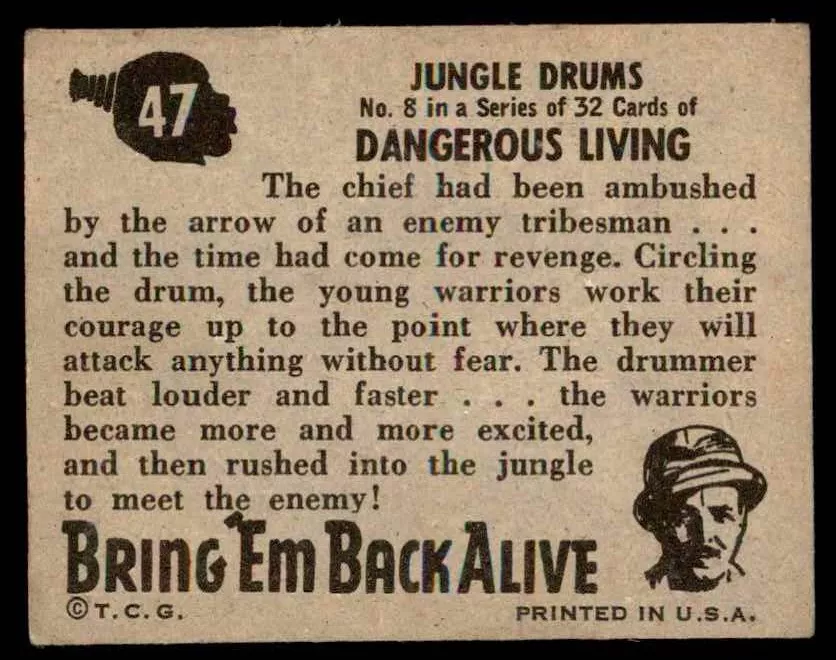 47
JUNGLE DRUMS
No. 8 in a Series of 32 Cards of
DANGEROUS LIVING
The chief had been ambushed
by the arrow of an enemy tribesman . . .
and the time had come for revenge. Circling
the drum, the young warriors work their
courage up to the point where they will
attack anything without fear. The drummer
beat louder and faster . . . the warriors
became more and more excited,
and then rushed into the jungle
to meet the enemy!
BRING 'EM BACK ALIVE
©T.C.G.
PRINTED IN U.S.A.